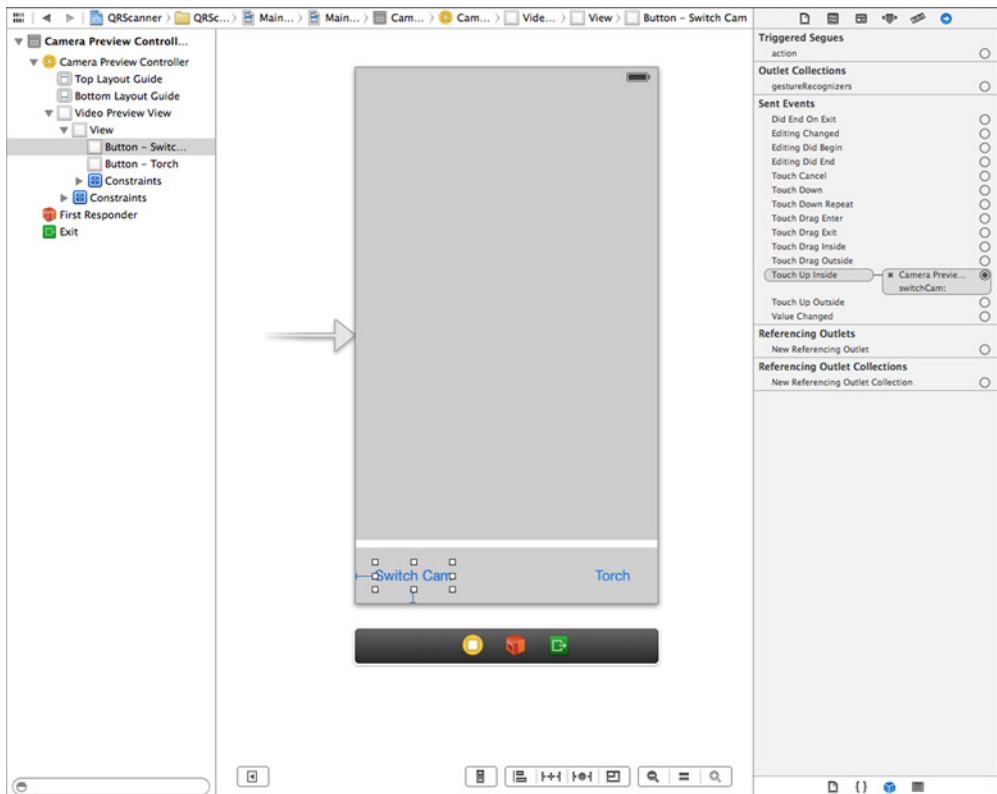 QRScanner QRSc... Main... Main... Cam... Cam... Vide... View Button - Switch Cam
Camera Preview Controll...
Camera Preview Controller
Top Layout Guide
Bottom Layout Guide
Video Preview View
View
Button - Switc...
Button - Torch
Constraints
Constraints
First Responder
Exit
Switch Cam
Torch
Triggered Segues
action
Outlet Collections
gestureRecognizers
Sent Events
Did End On Exit
Editing Changed
Editing Did Begin
Editing Did End
Touch Cancel
Touch Down
Touch Down Repeat
Touch Drag Enter
Touch Drag Exit
Touch Drag Inside
Touch Drag Outside
Touch Up Inside
Camera Previe...
switchCam:
Touch Up Outside
Value Changed
Referencing Outlets
New Referencing Outlet
Referencing Outlet Collections
New Referencing Outlet Collection